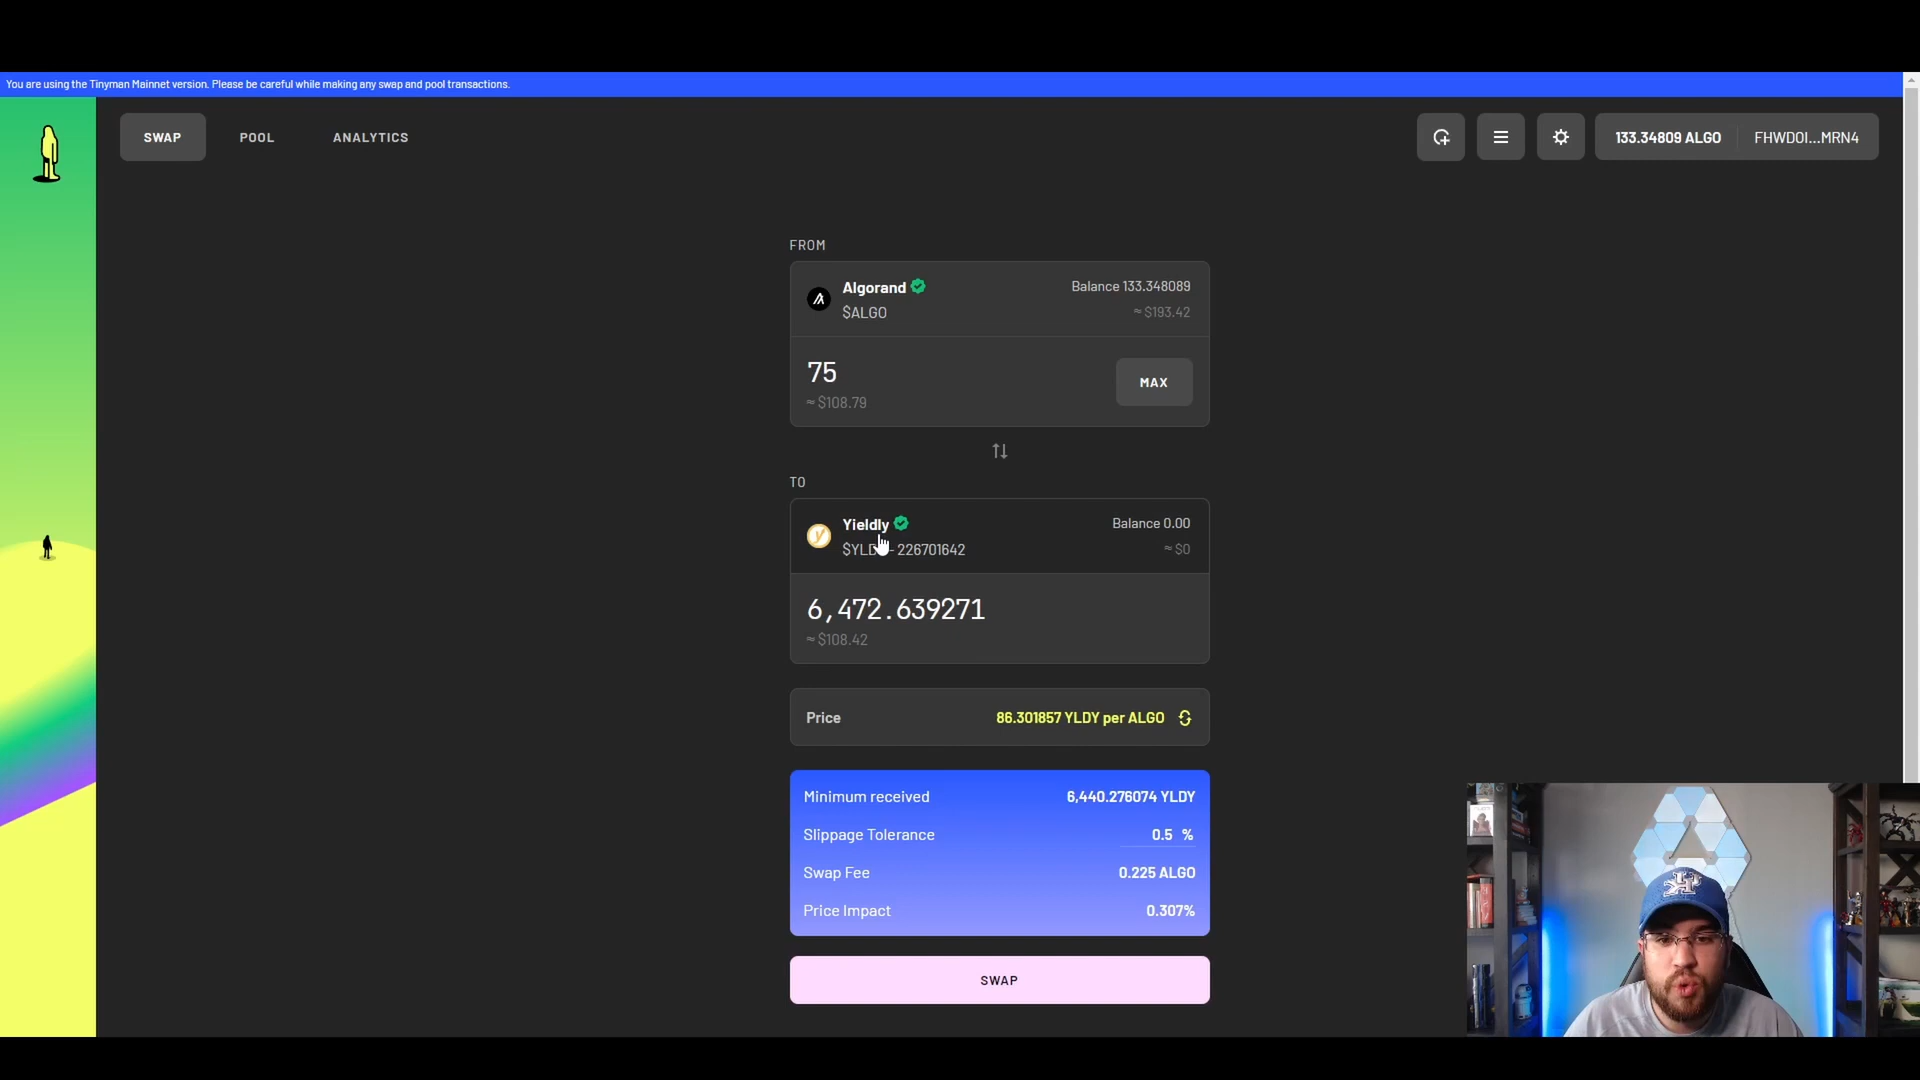 You are using the Tinyman Mainnet version. Please be careful while making any swap and pool transactions.
SWAP POOL ANALYTICS
133.34809 ALGO FHWDOI...MRN4
FROM
Algorand Balance 133.348089
$ALGO ≈ $193.42
75 MAX
≈ $108.79
TO
Yieldly Balance 0.00
226701642 ≈ $0
6,472.639271
≈ $108.42
Price 86.301857 YLDY per ALGO
Minimum received 6,440.276074 YLDY
Slippage Tolerance 0.5 %
Swap Fee 0.225 ALGO
Price Impact 0.307%
SWAP